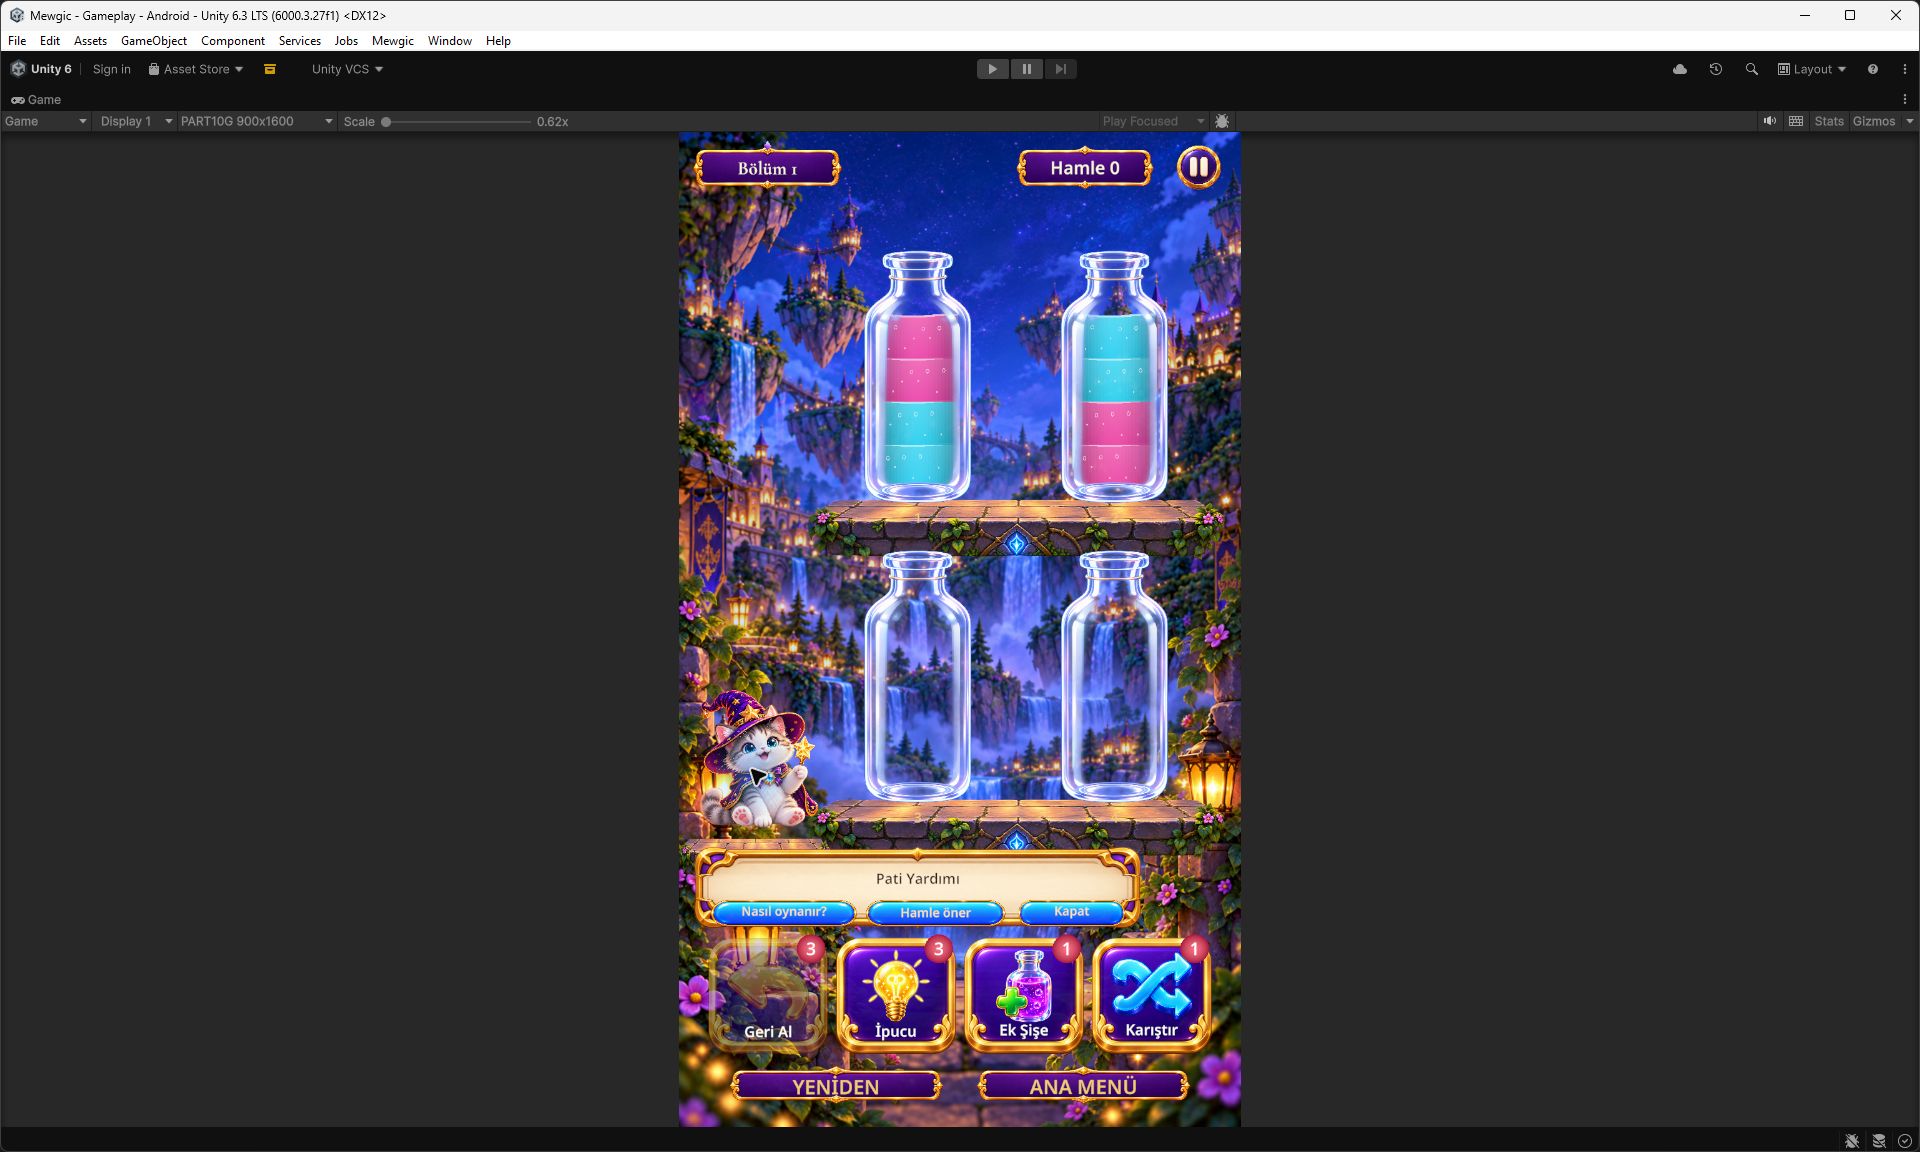 Mewgic - Gameplay - Android - Unity 6.3 LTS (6000.3.27f1) <DX12>
File Edit Assets GameObject Component Services Jobs Mewgic Window Help
Unity 6 Sign in Asset Store Unity VCS Layout
Game
Game Display 1 PART10G 900x1600 Scale 0.62x Play Focused Stats Gizmos
Bölüm 1 Hamle 0
1
3
Pati Yardımı
Nasıl oynanır? Hamle öner Kapat
3 3 1 1
Geri Al İpucu Ek Şişe Karıştır
YENİDEN ANA MENÜ